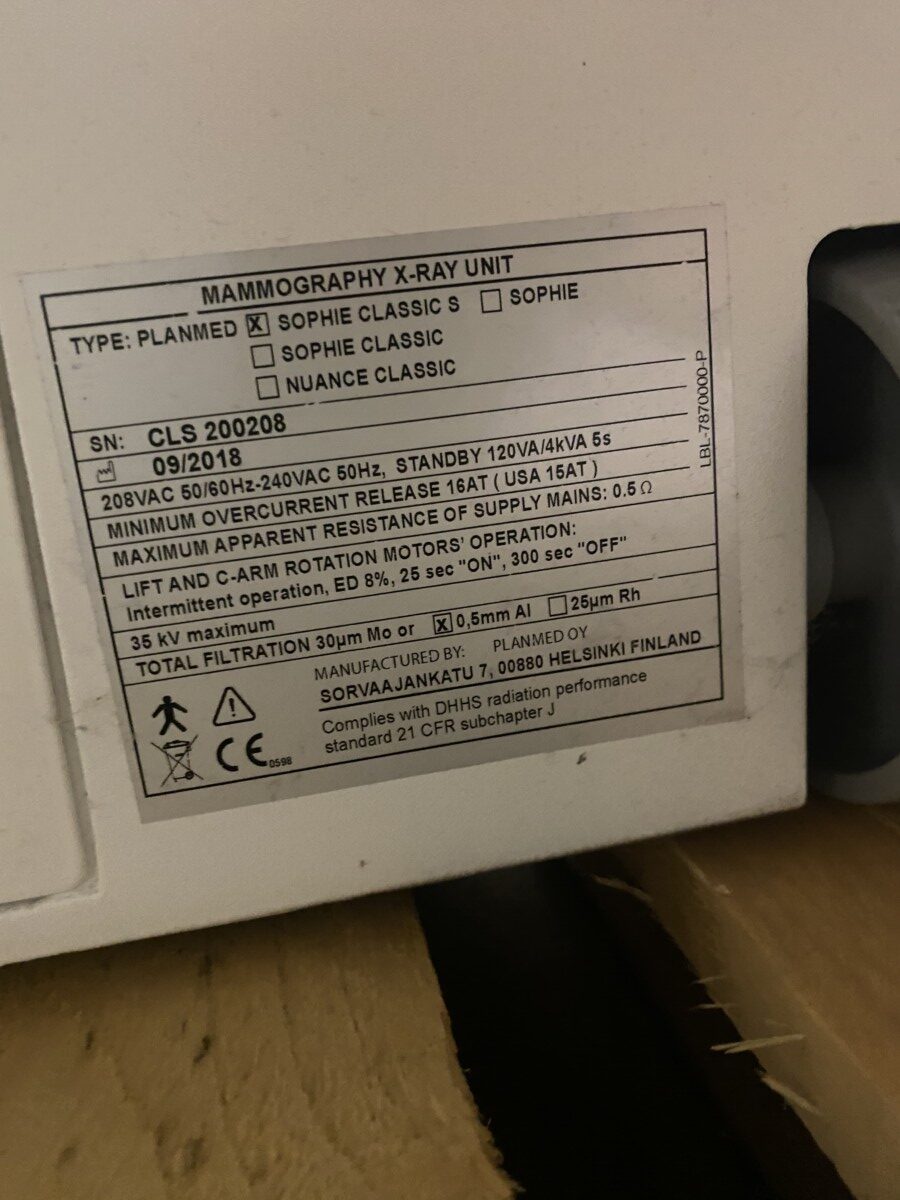 MAMMOGRAPHY X-RAY UNIT
TYPE: PLANMED ☒ SOPHIE CLASSIC S ☐ SOPHIE
☐ SOPHIE CLASSIC
☐ NUANCE CLASSIC
SN: CLS 200208
09/2018
208VAC 50/60Hz-240VAC 50Hz, STANDBY 120VA/4kVA 5s
MINIMUM OVERCURRENT RELEASE 16AT ( USA 15AT )
MAXIMUM APPARENT RESISTANCE OF SUPPLY MAINS: 0.5 Ω
LIFT AND C-ARM ROTATION MOTORS' OPERATION:
Intermittent operation, ED 8%, 25 sec "ON", 300 sec "OFF"
35 kV maximum
TOTAL FILTRATION 30µm Mo or ☒ 0,5mm Al ☐ 25µm Rh
MANUFACTURED BY: PLANMED OY
SORVAAJANKATU 7, 00880 HELSINKI FINLAND
Complies with DHHS radiation performance
standard 21 CFR subchapter J
CE 0598
LBL-7870000-P